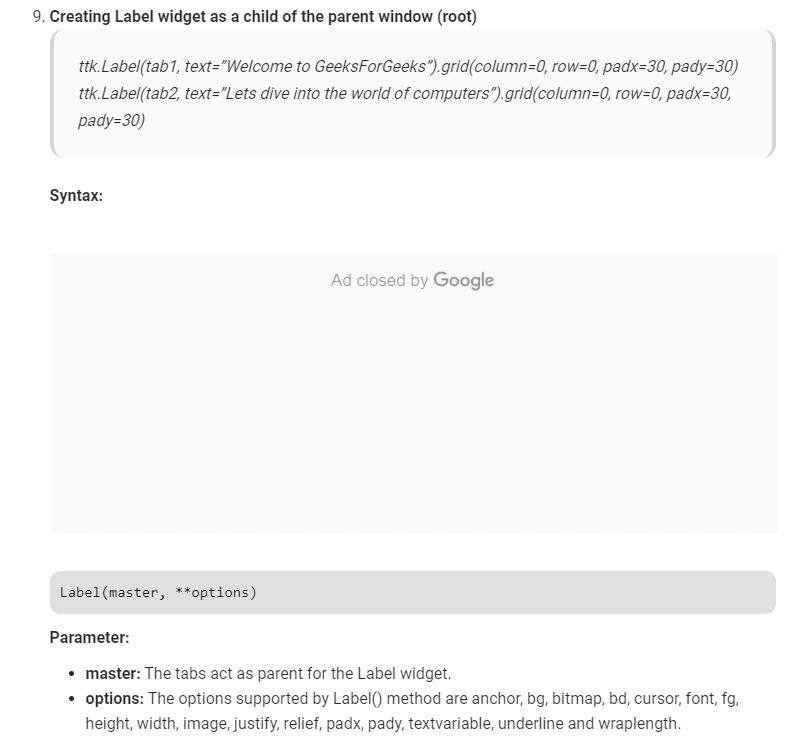 9. Creating Label widget as a child of the parent window (root)
ttk.Label(tab1, text=”Welcome to GeeksForGeeks”).grid(column=0, row=0, padx=30, pady=30)
ttk.Label(tab2, text=”Lets dive into the world of computers”).grid(column=0, row=0, padx=30,
pady=30)
Syntax:
Ad closed by Google
Label(master, **options)
Parameter:
• master: The tabs act as parent for the Label widget.
• options: The options supported by Label() method are anchor, bg, bitmap, bd, cursor, font, fg,
height, width, image, justify, relief, padx, pady, textvariable, underline and wraplength.